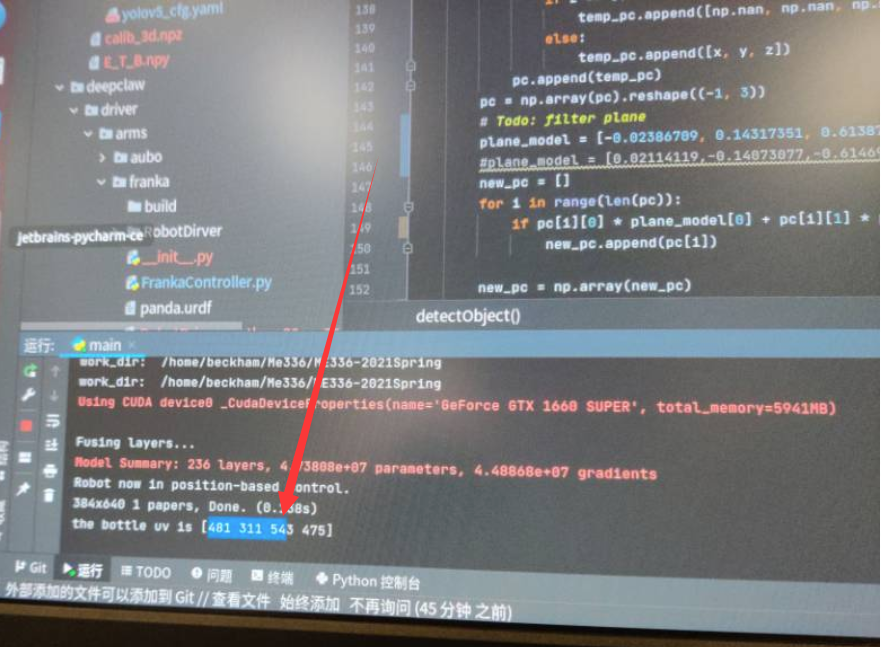 yolov5_cfg.yaml
calib_3d.npz
E_T_B.npy
deepclaw
driver
arms
aubo
franka
build
RobotDirver
jetbrains-pycharm-ce
__init__.py
FrankaController.py
panda.urdf
138
139
140
141
142
143
144
145
146
147
148
149
150
151
152
temp_pc.append([np.nan, np.nan, np.
else:
temp_pc.append([x, y, z])
pc.append(temp_pc)
pc = np.array(pc).reshape((-1, 3))
# Todo: filter plane
plane_model = [-0.02386709, 0.14317351, 0.61387
#plane_model = [0.02114119,-0.14073077,-0.61469
new_pc = []
for i in range(len(pc)):
if pc[i][0] * plane_model[0] + pc[i][1] *
new_pc.append(pc[i])
new_pc = np.array(new_pc)
detectObject()
运行: main
work_dir: /home/beckham/Me336/ME336-2021Spring
work_dir: /home/beckham/Me336/ME336-2021Spring
Using CUDA device0 _CudaDeviceProperties(name='GeForce GTX 1660 SUPER', total_memory=5941MB)
Fusing layers...
Model Summary: 236 layers, parameters, 4.48868e+07 gradients
Robot now in position-based control.
384x640 1 papers, Done.
the bottle uv is [481 311 543 475]
Git 运行 TODO 问题 终端 Python 控制台
外部添加的文件可以添加到 Git // 查看文件 始终添加 不再询问 (45 分钟 之前)